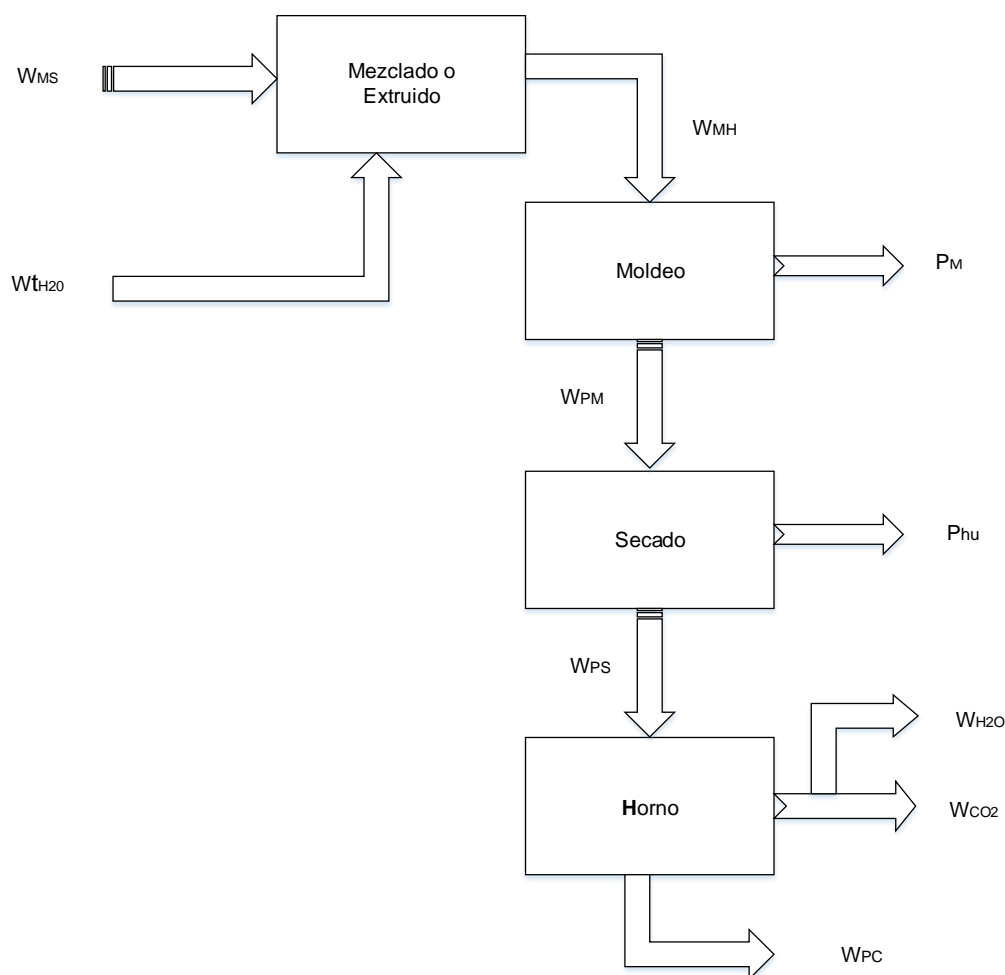 WMS
Mezclado o
Extruido
WMH
WtH20
Moldeo
PM
WPM
Secado
Phu
WPS
WH2O
Horno
WCO2
WPC